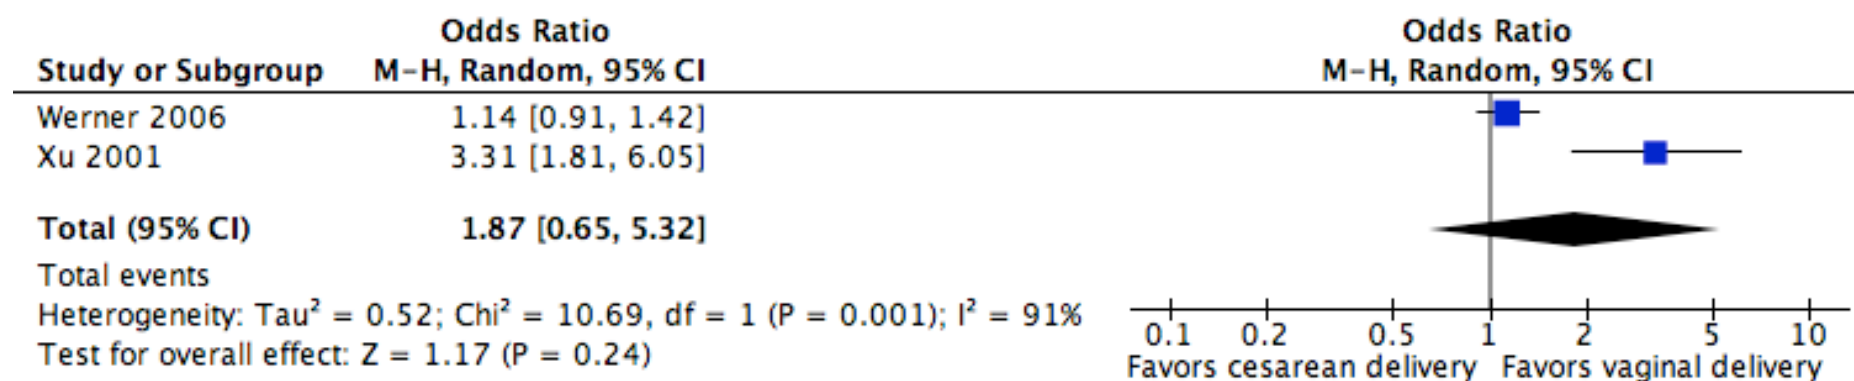 Odds Ratio Odds Ratio
Study or Subgroup M-H, Random, 95% CI M-H, Random, 95% CI
Werner 2006 1.14 [0.91, 1.42]
Xu 2001 3.31 [1.81, 6.05]
Total (95% CI) 1.87 [0.65, 5.32]
Total events
Heterogeneity: Tau² = 0.52; Chi² = 10.69, df = 1 (P = 0.001); I² = 91%
Test for overall effect: Z = 1.17 (P = 0.24)
0.1 0.2 0.5 1 2 5 10
Favors cesarean delivery Favors vaginal delivery